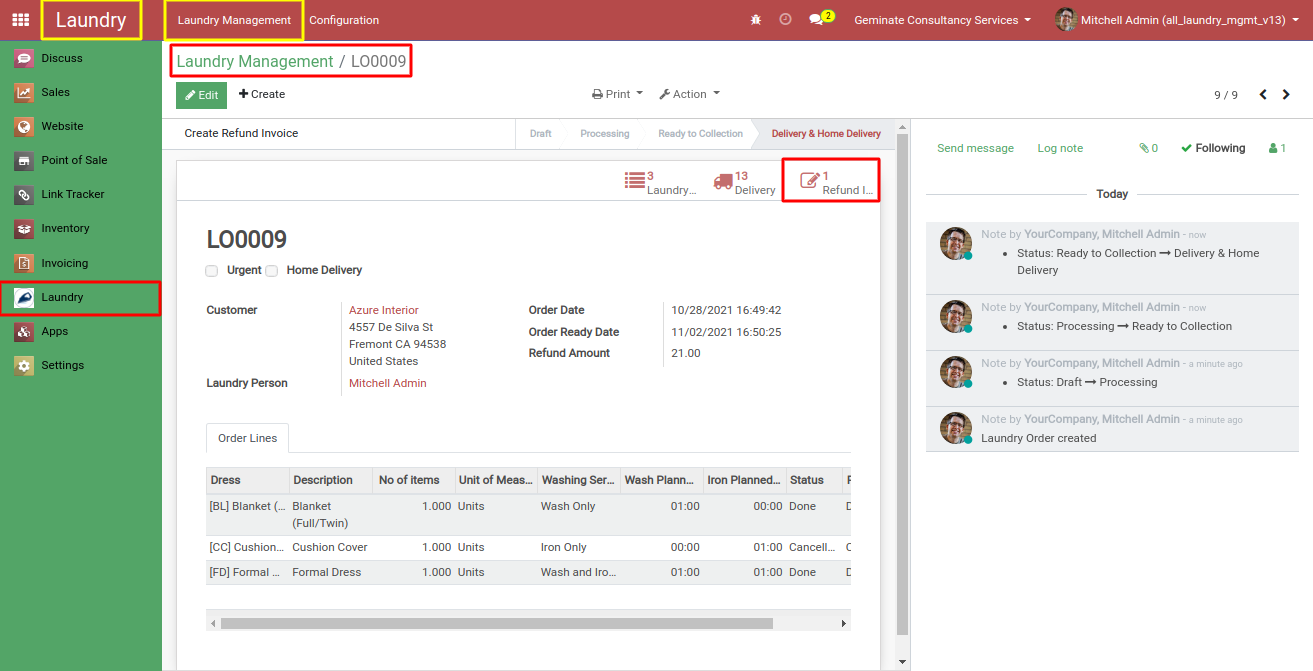 Laundry
Laundry Management
Configuration
2
Geminate Consultancy Services
Mitchell Admin (all_laundry_mgmt_v13)
Discuss
Sales
Website
Point of Sale
Link Tracker
Inventory
Invoicing
Laundry
Apps
Settings
Laundry Management / LO0009
Edit
Create
Print
Action
9 / 9
Create Refund Invoice
Draft
Processing
Ready to Collection
Delivery & Home Delivery
3
Laundry...
13
Delivery
1
Refund I...
LO0009
Urgent
Home Delivery
Customer
Azure Interior
4557 De Silva St
Fremont CA 94538
United States
Laundry Person
Mitchell Admin
Order Date
10/28/2021 16:49:42
Order Ready Date
11/02/2021 16:50:25
Refund Amount
21.00
Order Lines
Dress Description No of items Unit of Meas... Washing Ser... Wash Plann... Iron Planned... Status
[BL] Blanket (... Blanket (Full/Twin) 1.000 Units Wash Only 01:00 00:00 Done
[CC] Cushion... Cushion Cover 1.000 Units Iron Only 00:00 01:00 Cancell...
[FD] Formal ... Formal Dress 1.000 Units Wash and Iro... 01:00 01:00 Done
Send message
Log note
0
Following
1
Today
Note by YourCompany, Mitchell Admin - now
Status: Ready to Collection → Delivery & Home
Delivery
Note by YourCompany, Mitchell Admin - now
Status: Processing → Ready to Collection
Note by YourCompany, Mitchell Admin - a minute ago
Status: Draft → Processing
Note by YourCompany, Mitchell Admin - a minute ago
Laundry Order created